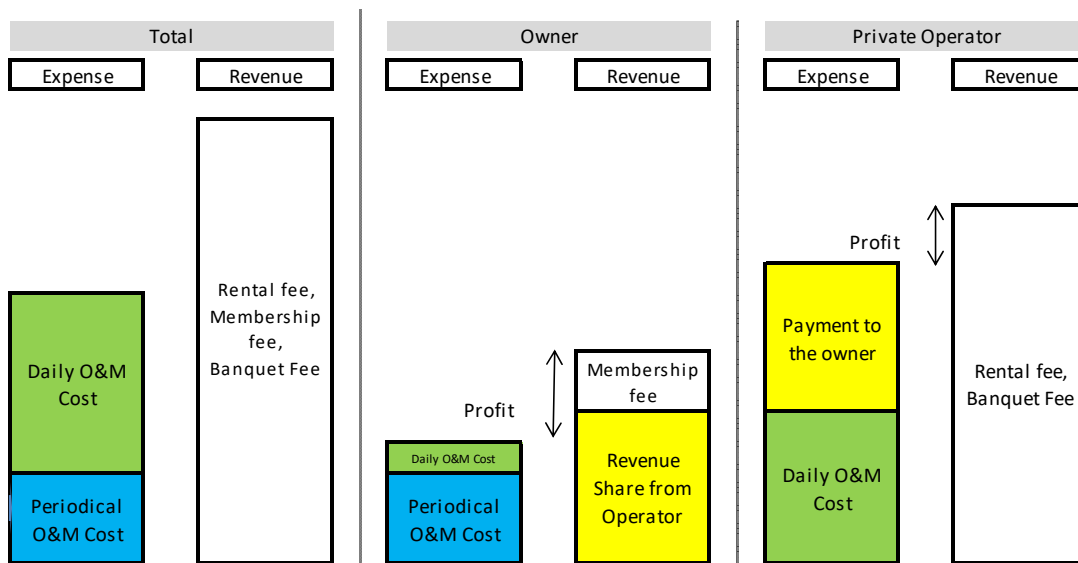 Total
Expense
Revenue
Rental fee,
Membership
fee,
Banquet Fee
Daily O&M
Cost
Periodical
O&M Cost
Owner
Expense
Revenue
Profit
Membership
fee
Daily O&M Cost
Periodical
O&M Cost
Revenue
Share from
Operator
Private Operator
Expense
Revenue
Profit
Payment to
the owner
Rental fee,
Banquet Fee
Daily O&M
Cost